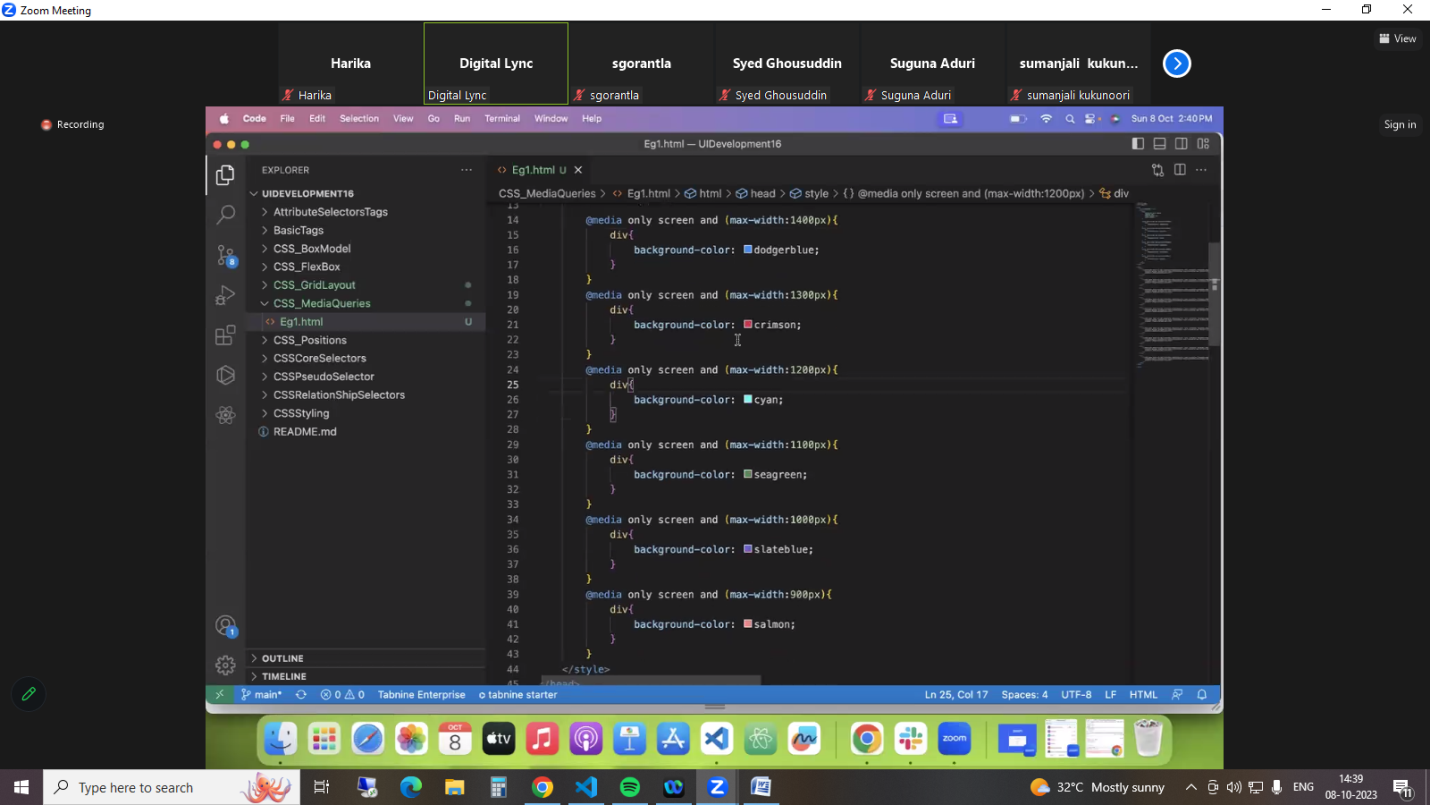 Zoom Meeting
View
Harika
Digital Lync
sgorantla
Syed Ghousuddin
Suguna Aduri
sumanjali kukun...
Harika
Digital Lync
sgorantla
Syed Ghousuddin
Suguna Aduri
sumanjali kukunoori
Recording
Sign in
Code File Edit Selection View Go Run Terminal Window Help
Sun 8 Oct 2:40 PM
Eg1.html — UIDevelopment16
EXPLORER
Eg1.html U
CSS_MediaQueries > Eg1.html > html > head > style > {} @media only screen and (max-width:1200px) > div
UIDEVELOPMENT16
AttributeSelectorsTags
BasicTags
CSS_BoxModel
CSS_FlexBox
CSS_GridLayout
CSS_MediaQueries
Eg1.html U
CSS_Positions
CSSCoreSelectors
CSSPseudoSelector
CSSRelationShipSelectors
CSSStyling
README.md
OUTLINE
TIMELINE
8
1
13
14 @media only screen and (max-width:1400px){
15 div{
16 background-color: dodgerblue;
17 }
18 }
19 @media only screen and (max-width:1300px){
20 div{
21 background-color: crimson;
22 }
23 }
24 @media only screen and (max-width:1200px){
25 div{
26 background-color: cyan;
27 }
28 }
29 @media only screen and (max-width:1100px){
30 div{
31 background-color: seagreen;
32 }
33 }
34 @media only screen and (max-width:1000px){
35 div{
36 background-color: slateblue;
37 }
38 }
39 @media only screen and (max-width:900px){
40 div{
41 background-color: salmon;
42 }
43 }
44 </style>
45 </head>
main* 0 0 Tabnine Enterprise tabnine starter
Ln 25, Col 17 Spaces: 4 UTF-8 LF HTML
OCT
8
tv
zoom
Type here to search
32°C Mostly sunny
ENG
14:39
08-10-2023
11